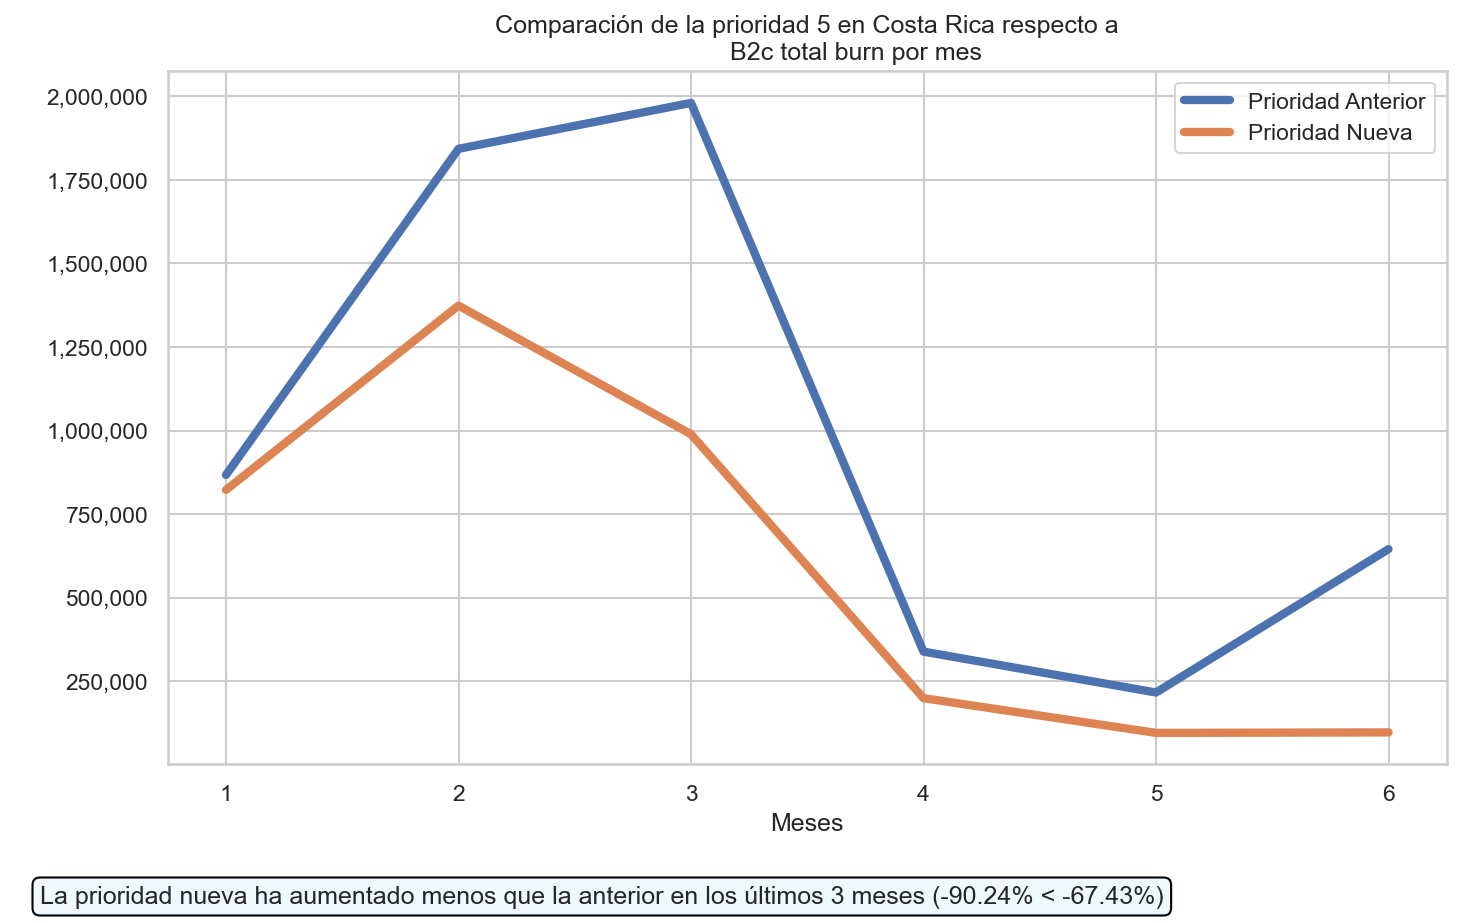 Comparación de la prioridad 5 en Costa Rica respecto a
B2c total burn por mes
2,000,000
1,750,000
1,500,000
1,250,000
1,000,000
750,000
500,000
250,000
Prioridad Anterior
Prioridad Nueva
1 2 3 4 5 6
Meses
La prioridad nueva ha aumentado menos que la anterior en los últimos 3 meses (-90.24% < -67.43%)